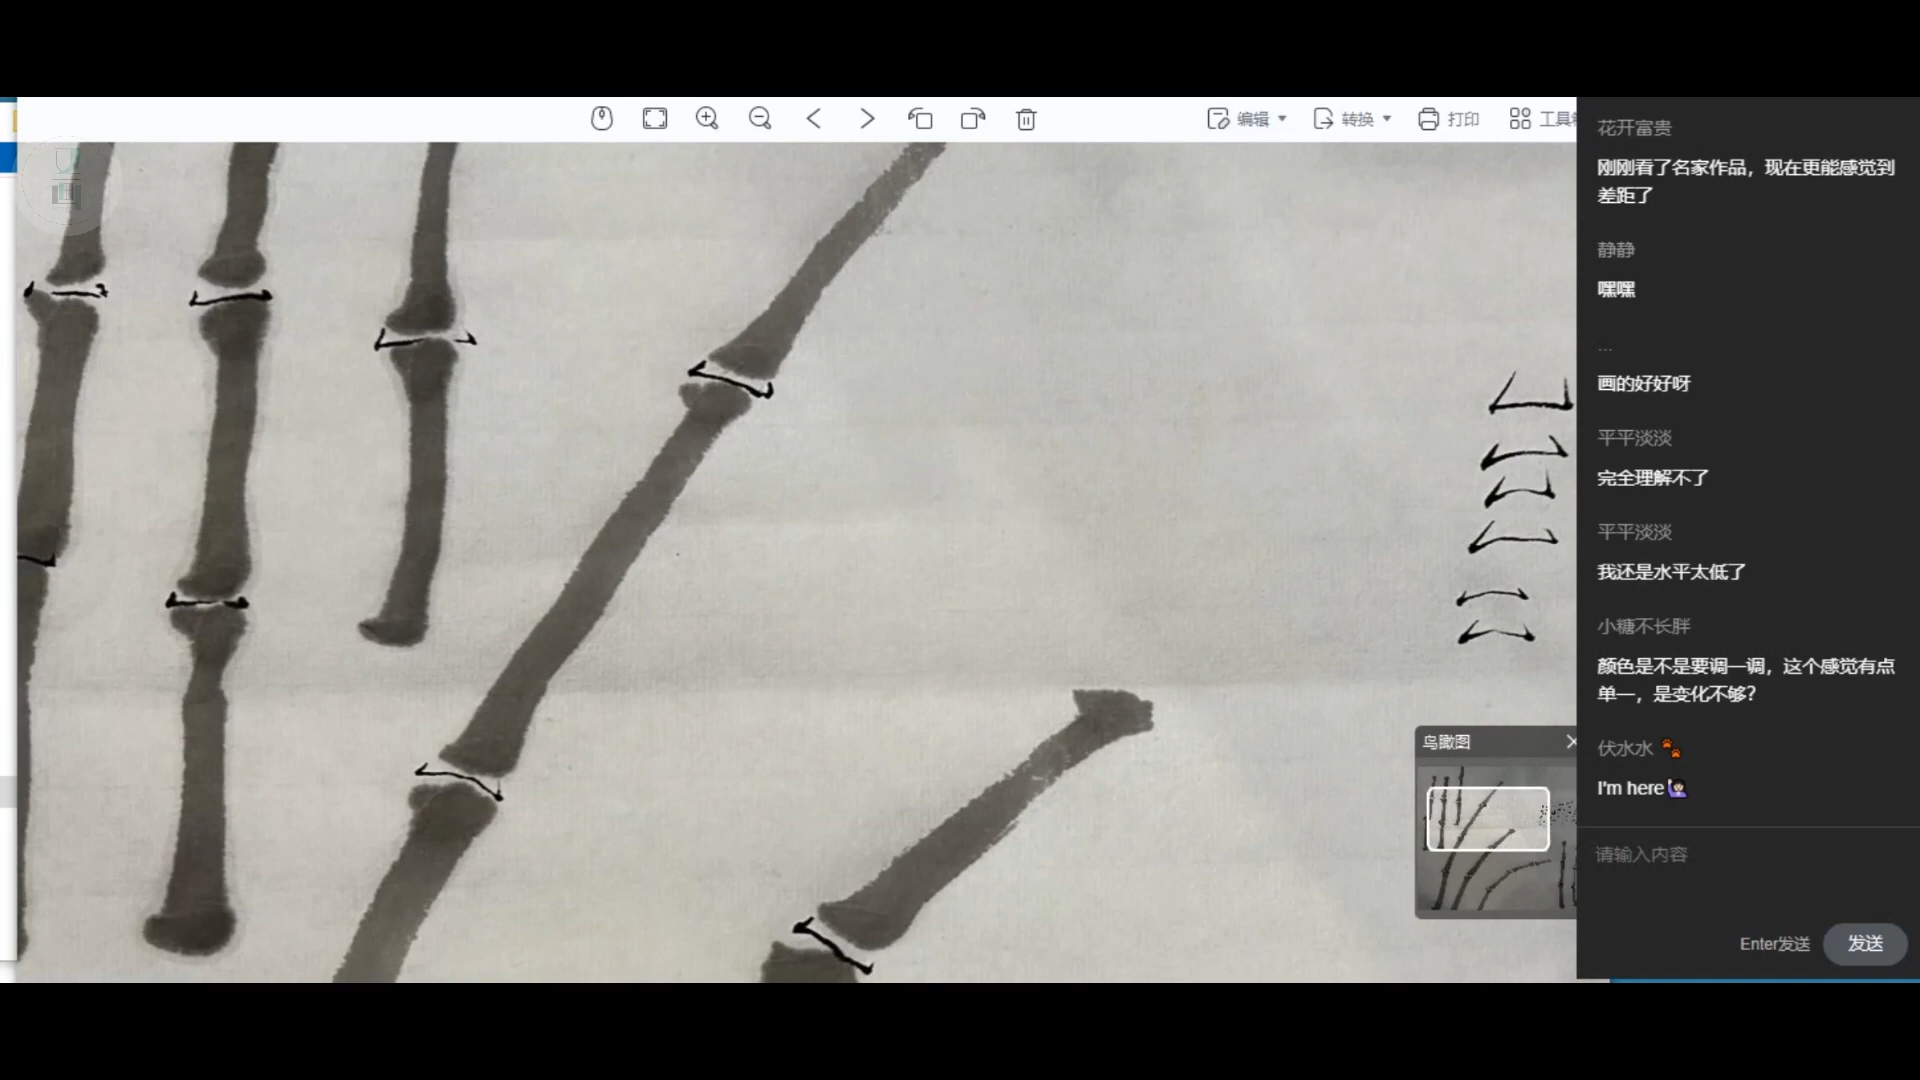 编辑
转换
打印
工具
花开富贵
刚刚看了名家作品，现在更能感觉到
差距了
静静
嘿嘿
...
画的好好呀
平平淡淡
完全理解不了
平平淡淡
我还是水平太低了
小糖不长胖
颜色是不是要调一调，这个感觉有点
单一，是变化不够？
伏水水
I'm here
鸟瞰图
请输入内容
Enter发送
发送